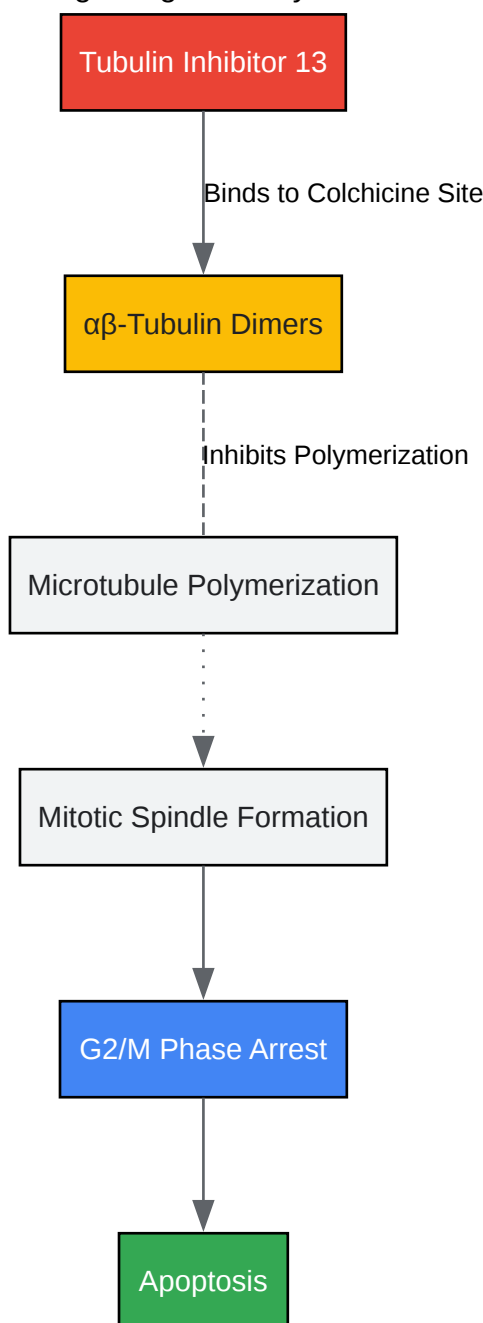 Tubulin Inhibitor 13
Binds to Colchicine Site
αβ-Tubulin Dimers
Inhibits Polymerization
Microtubule Polymerization
Mitotic Spindle Formation
G2/M Phase Arrest
Apoptosis